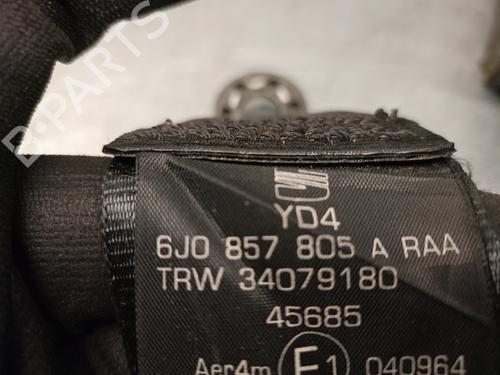 B-PARTS
YD4
6J0 857 805 A RAA
TRW 34079180
45685
Aer4m E1 040964